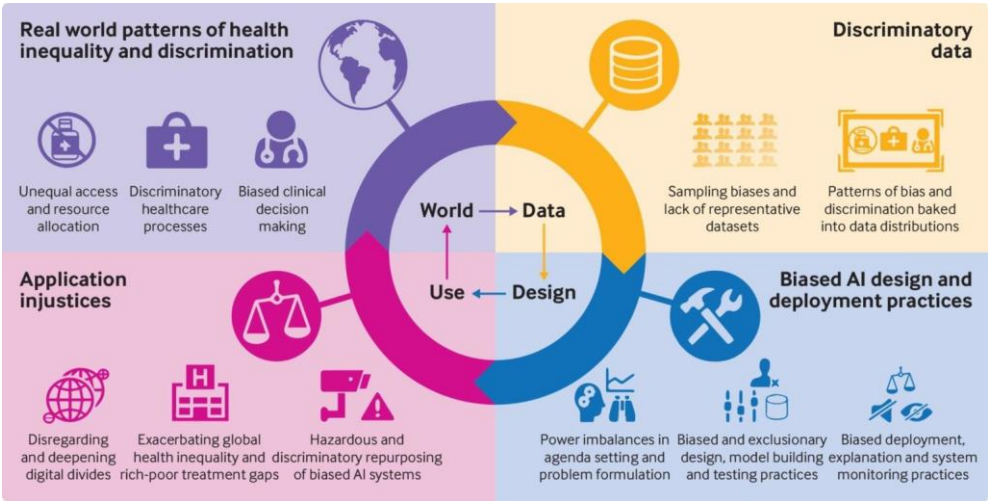 Real world patterns of health
inequality and discrimination
Unequal access
and resource
allocation
Discriminatory
healthcare
processes
Biased clinical
decision
making
Discriminatory
data
Sampling biases and
lack of representative
datasets
Patterns of bias and
discrimination baked
into data distributions
World
Data
Use
Design
Application
injustices
H
Disregarding
and deepening
digital divides
Exacerbating global
health inequality and
rich-poor treatment gaps
Hazardous and
discriminatory repurposing
of biased AI systems
Biased AI design and
deployment practices
Power imbalances in
agenda setting and
problem formulation
Biased and exclusionary
design, model building
and testing practices
Biased deployment,
explanation and system
monitoring practices